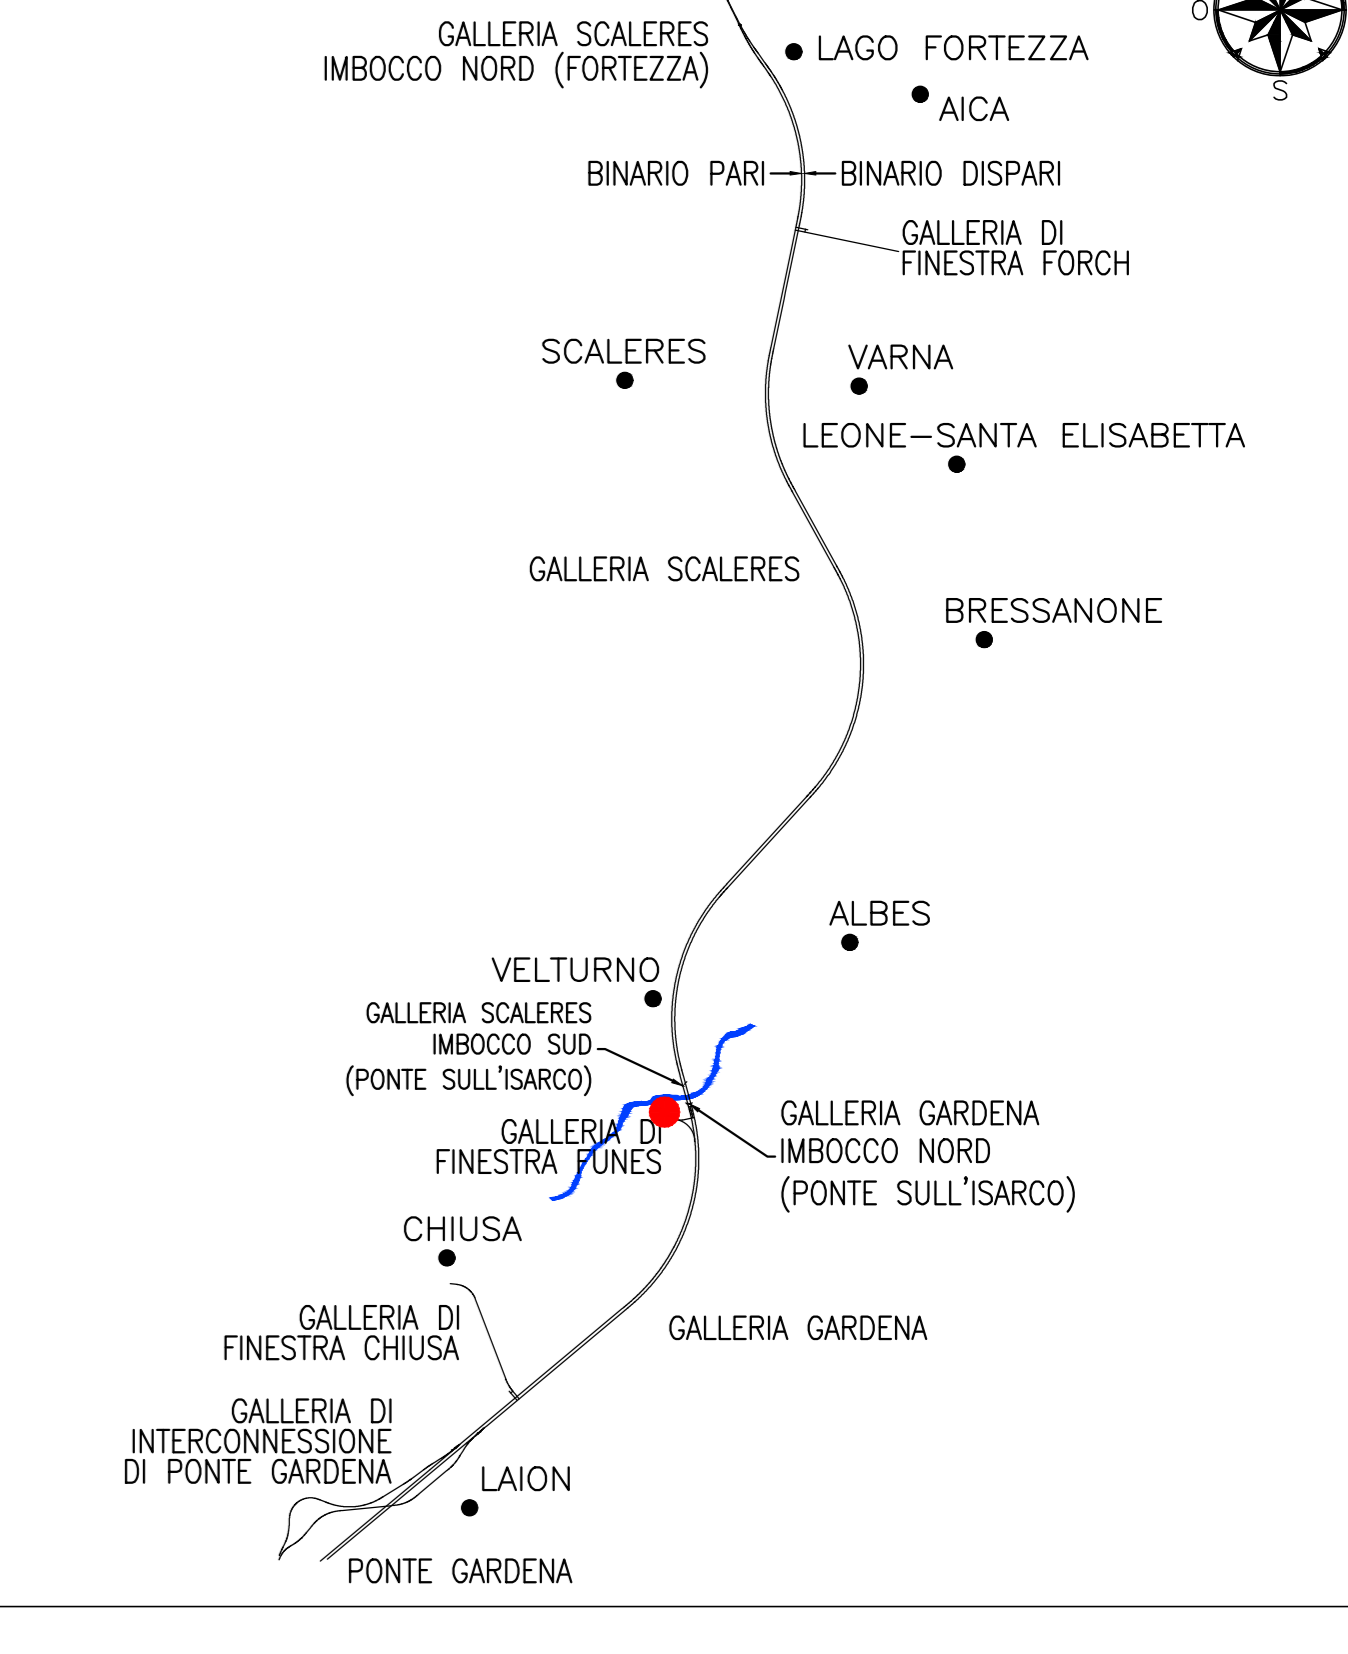 O
S
GALLERIA SCALERES
IMBOCCO NORD (FORTEZZA)
LAGO FORTEZZA
AICA
BINARIO PARI
BINARIO DISPARI
GALLERIA DI
FINESTRA FORCH
SCALERES
VARNA
LEONE-SANTA ELISABETTA
GALLERIA SCALERES
BRESSANONE
ALBES
VELTURNO
GALLERIA SCALERES
IMBOCCO SUD
(PONTE SULL'ISARCO)
GALLERIA GARDENA
IMBOCCO NORD
(PONTE SULL'ISARCO)
GALLERIA DI
FINESTRA FUNES
CHIUSA
GALLERIA DI
FINESTRA CHIUSA
GALLERIA GARDENA
GALLERIA DI
INTERCONNESSIONE
DI PONTE GARDENA
LAION
PONTE GARDENA